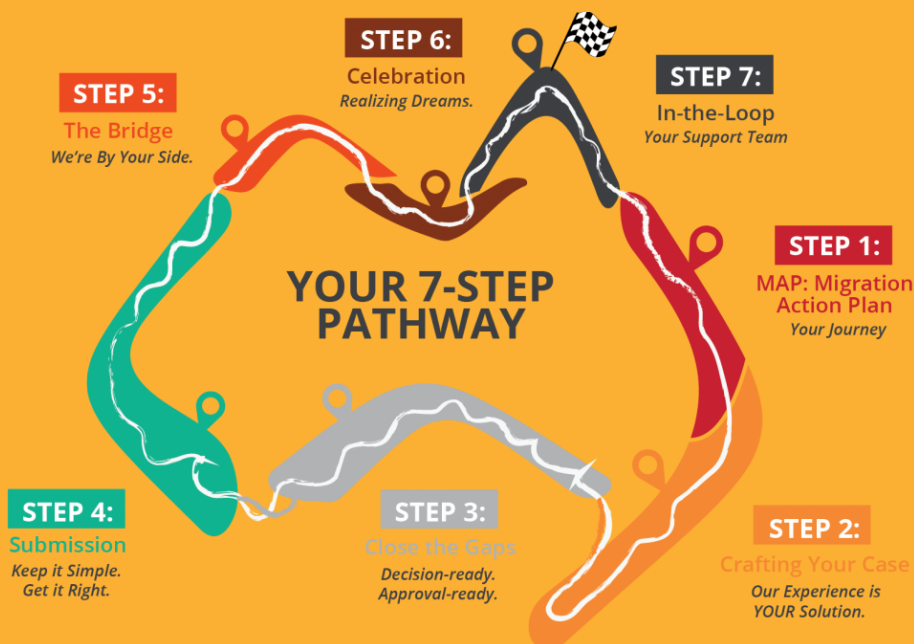 YOUR 7-STEP
PATHWAY
STEP 1:
MAP: Migration
Action Plan
Your Journey
STEP 2:
Crafting Your Case
Our Experience is
YOUR Solution.
STEP 3:
Close the Gaps
Decision-ready.
Approval-ready.
STEP 4:
Submission
Keep it Simple.
Get it Right.
STEP 5:
The Bridge
We're By Your Side.
STEP 6:
Celebration
Realizing Dreams.
STEP 7:
In-the-Loop
Your Support Team